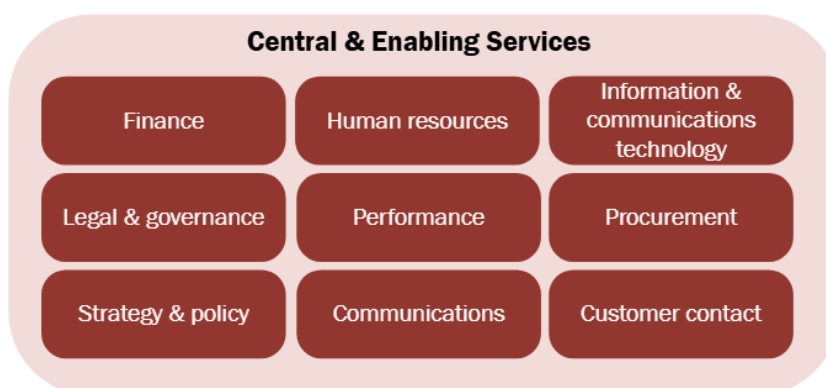 Central & Enabling Services
Finance
Human resources
Information &
communications
technology
Legal & governance
Performance
Procurement
Strategy & policy
Communications
Customer contact